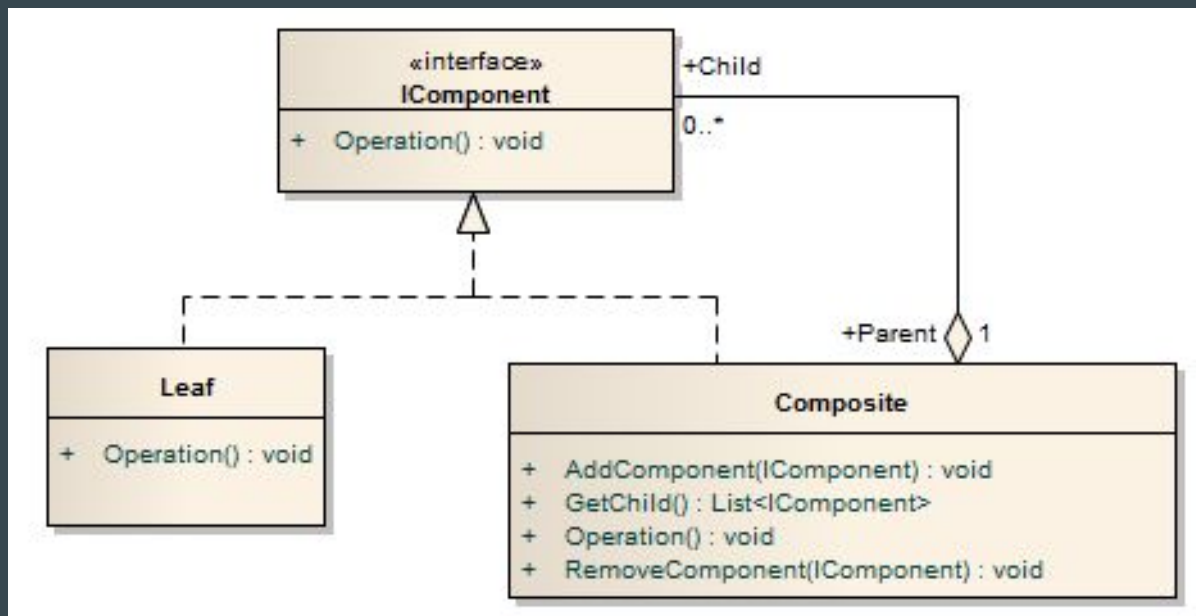 «interface»
IComponent
+ Operation() : void
+Child
0..*
+Parent
1
Leaf
+ Operation() : void
Composite
+ AddComponent(IComponent) : void
+ GetChild() : List<IComponent>
+ Operation() : void
+ RemoveComponent(IComponent) : void